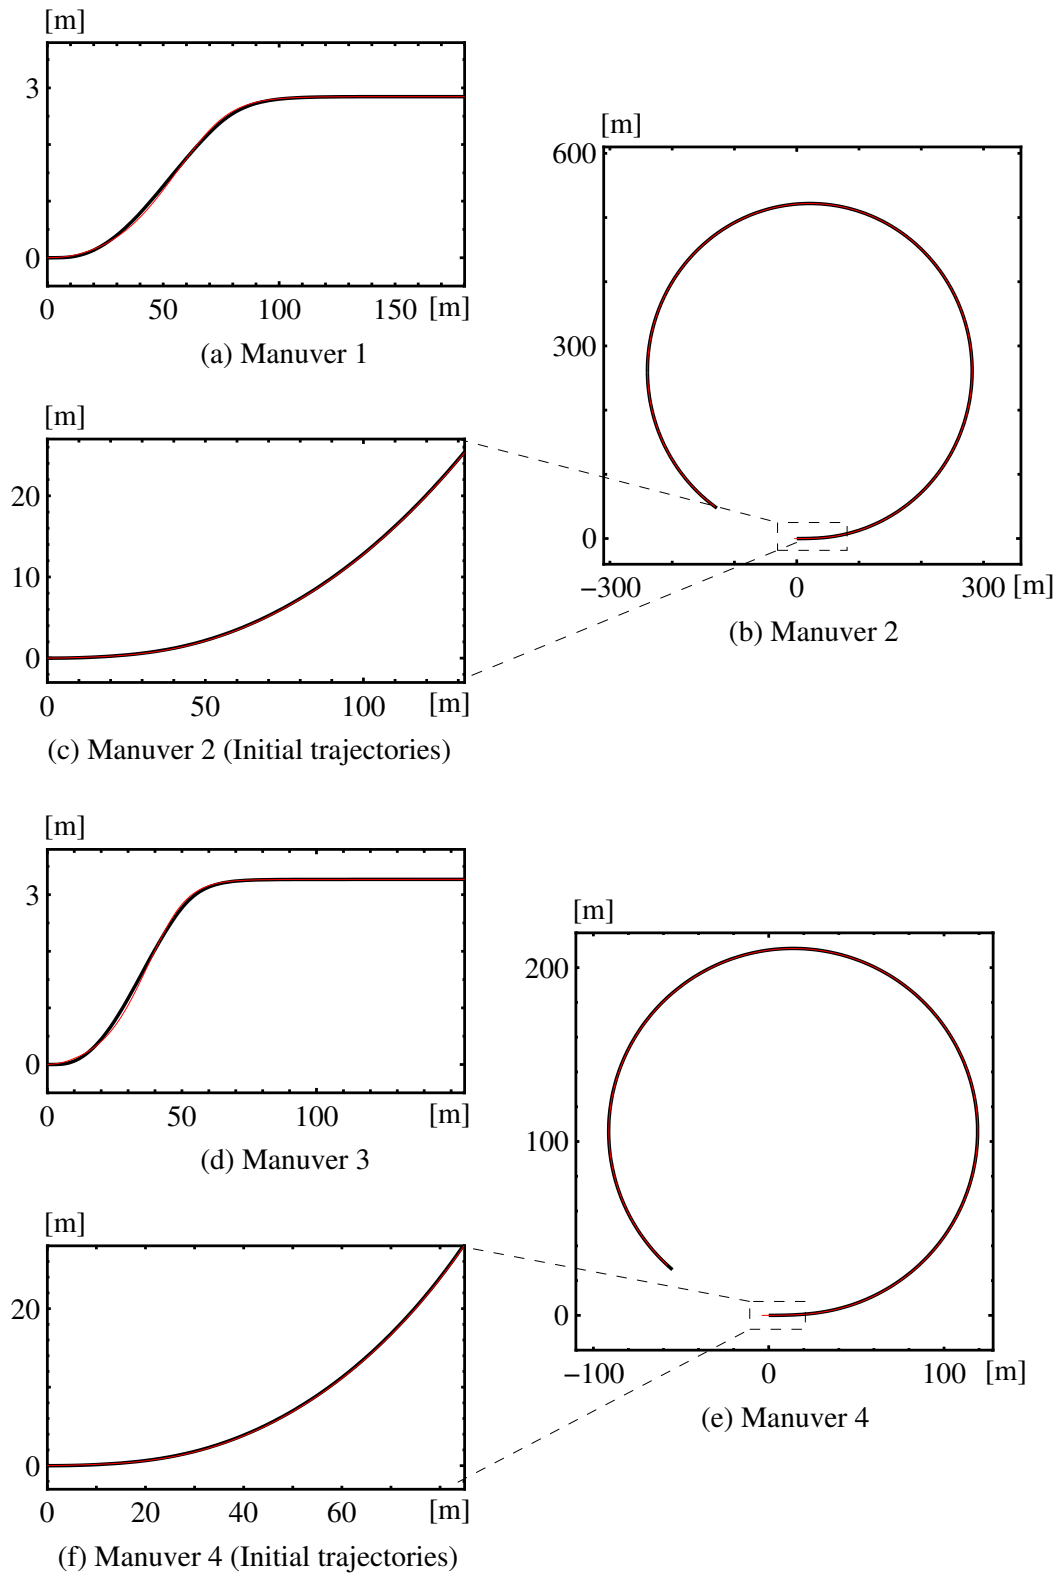 [m]
3
0
0 50 100 150 [m]
(a) Manuver 1
[m]
600
300
0
−300 0 300 [m]
(b) Manuver 2
[m]
20
10
0
0 50 100 [m]
(c) Manuver 2 (Initial trajectories)
[m]
3
0
0 50 100 [m]
(d) Manuver 3
[m]
200
100
0
−100 0 100 [m]
(e) Manuver 4
[m]
20
0
0 20 40 60 [m]
(f) Manuver 4 (Initial trajectories)